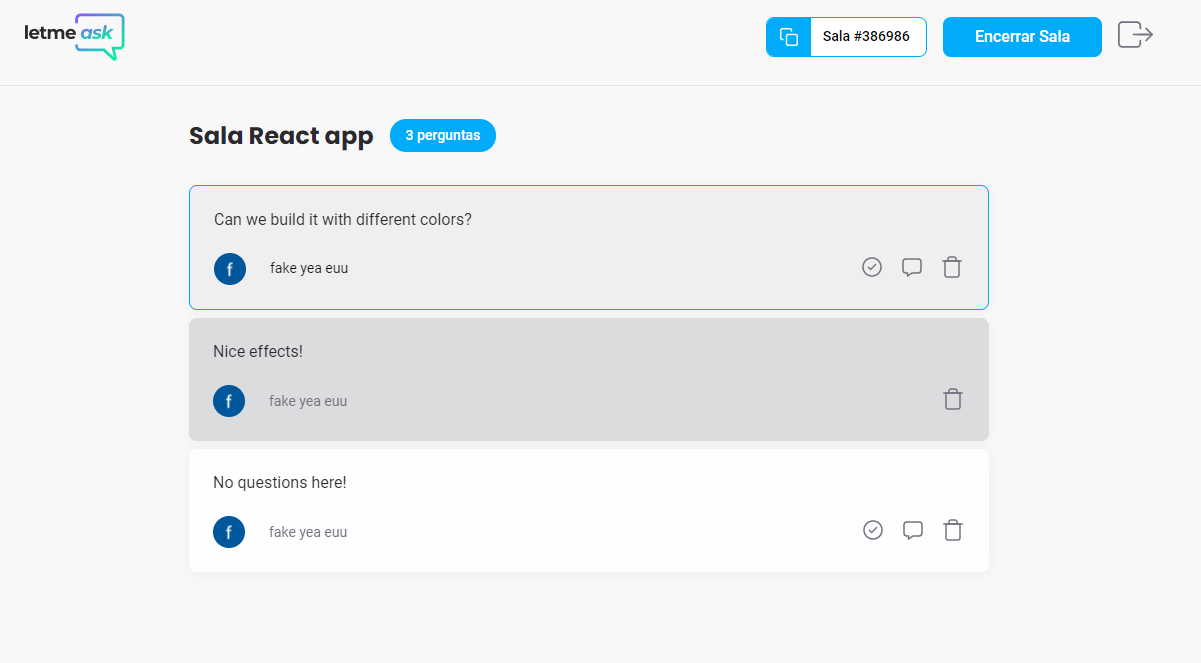 letme ask
Sala #386986
Encerrar Sala
Sala React app
3 perguntas
Can we build it with different colors?
f
fake yea euu
Nice effects!
f
fake yea euu
No questions here!
f
fake yea euu